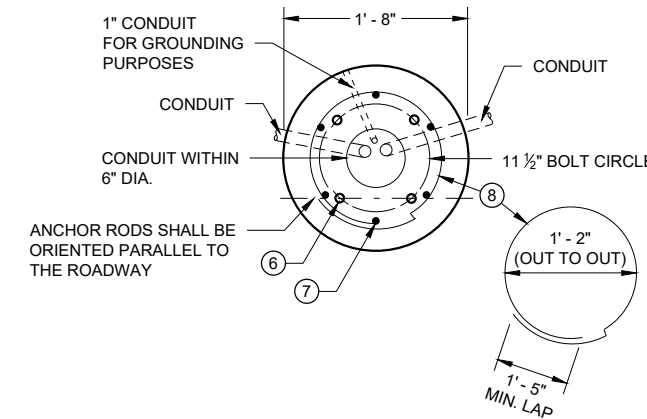 1" CONDUIT
FOR GROUNDING
PURPOSES
1' - 8"
CONDUIT
CONDUIT
CONDUIT WITHIN
6" DIA.
11 ½" BOLT CIRCLE
8
ANCHOR RODS SHALL BE
ORIENTED PARALLEL TO
THE ROADWAY
6
7
1' - 2"
(OUT TO OUT)
1' - 5"
MIN. LAP